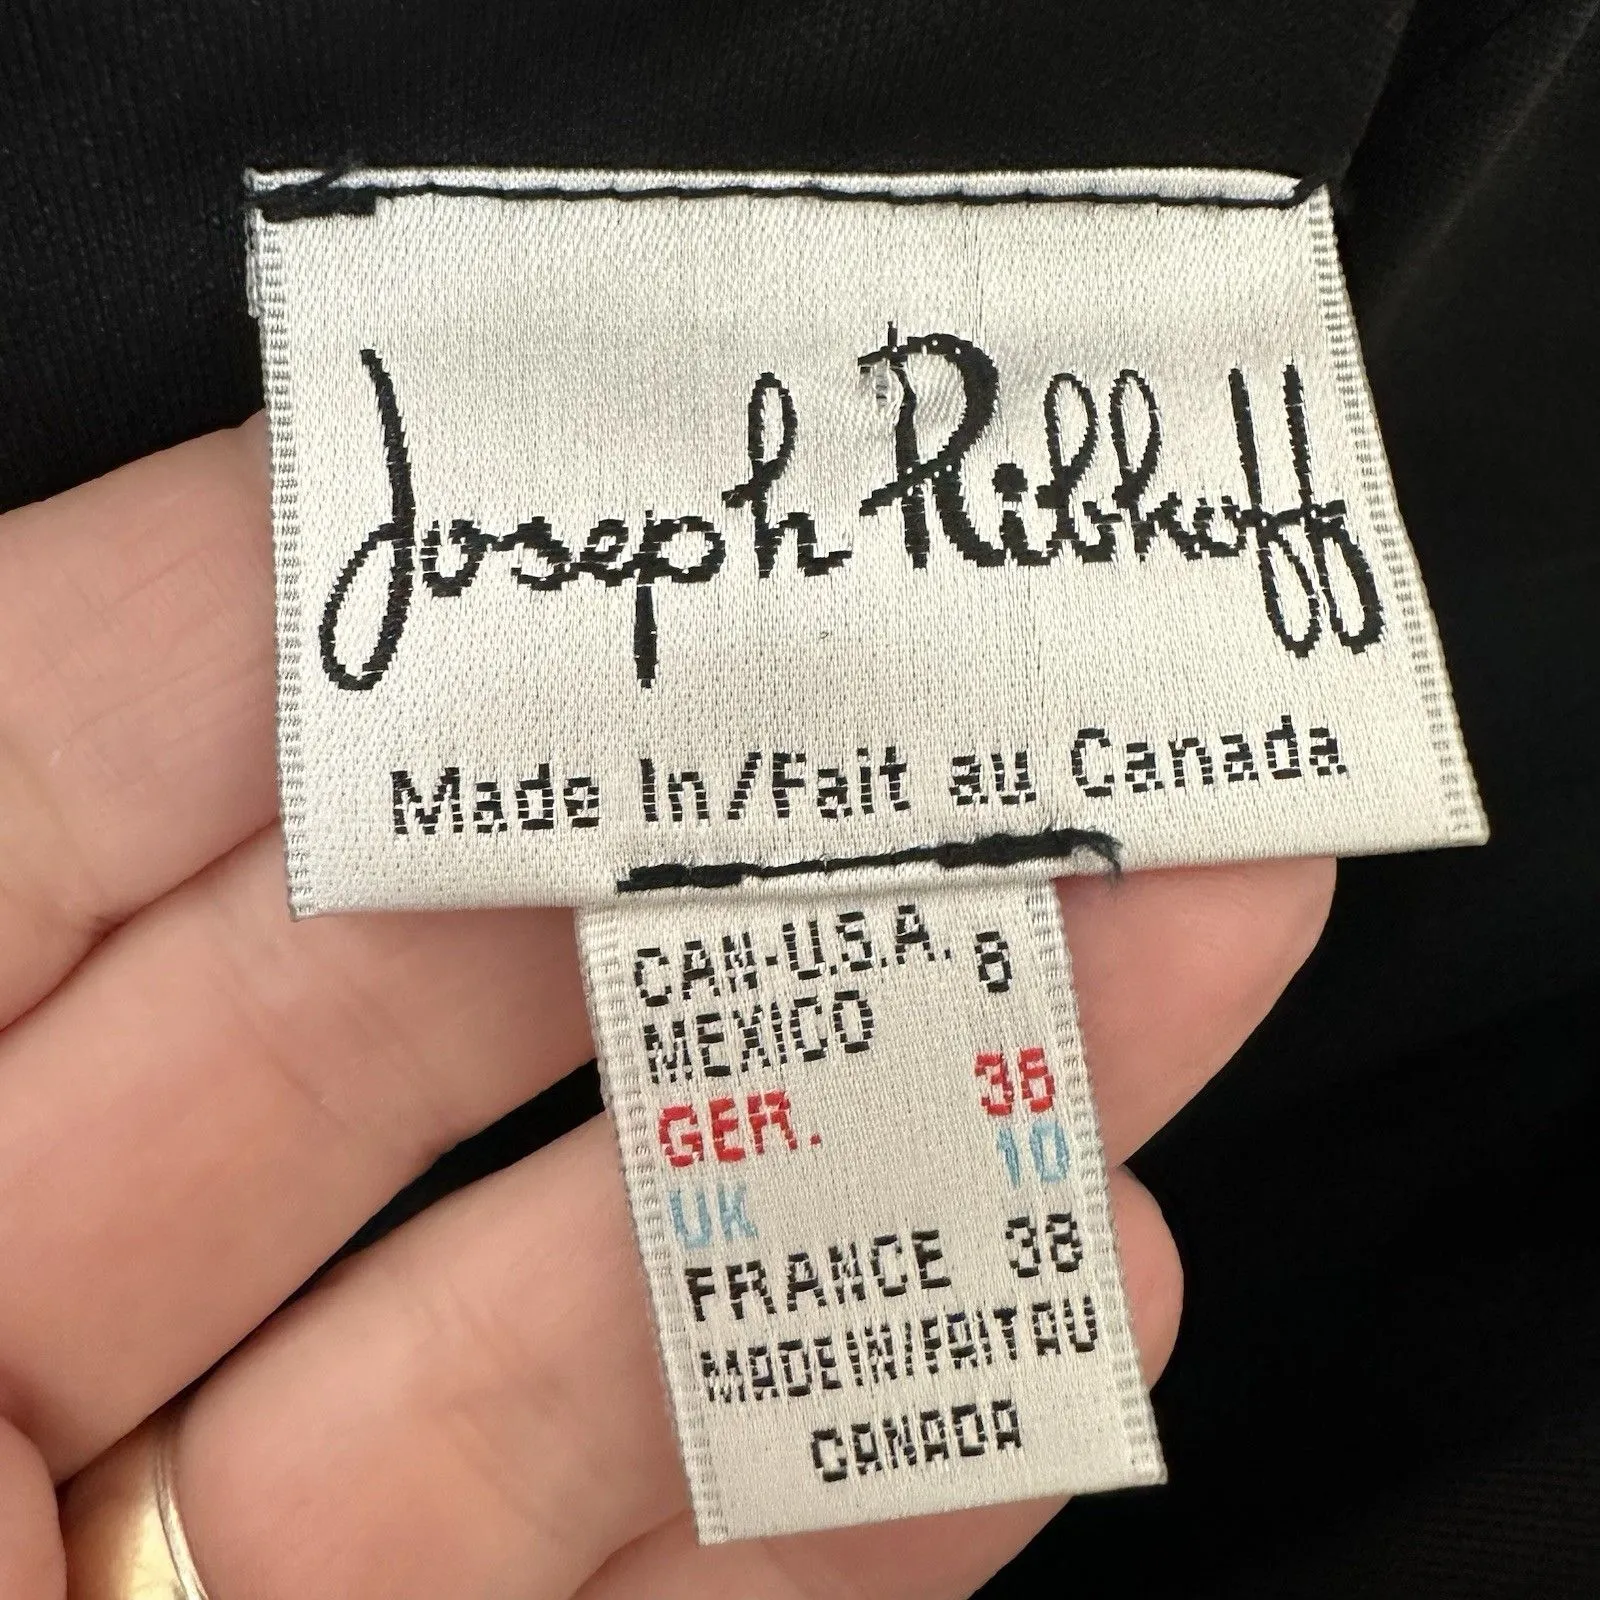 Joseph Ribkoff
Made In/Fait au Canada
CAN-U.S.A. 8
MEXICO
GER. 36
UK 10
FRANCE 38
MADE IN/FAIT AU
CANADA